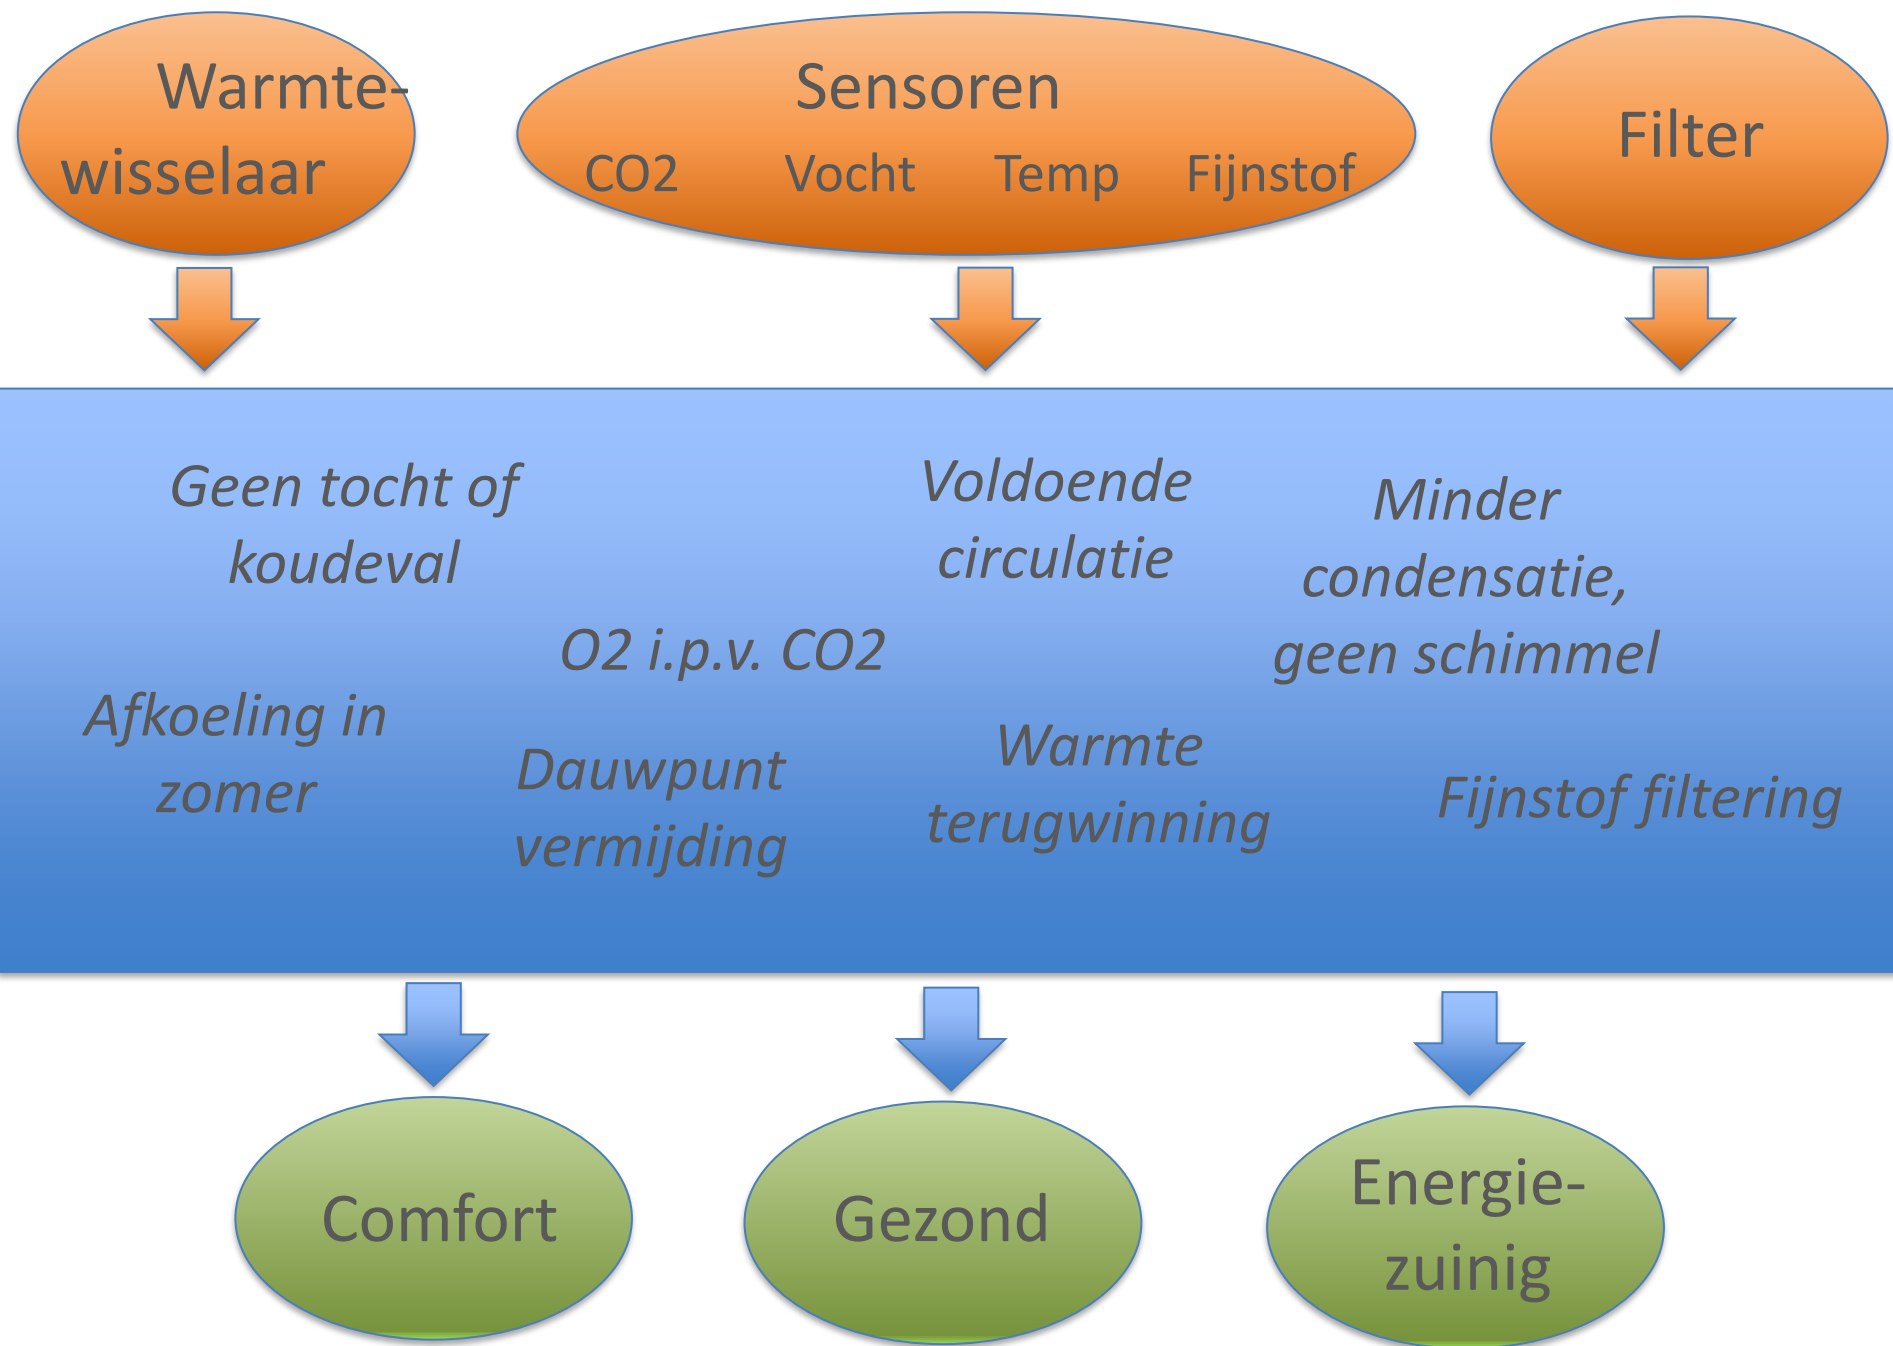 Warmte-
wisselaar
Sensoren
CO2 Vocht Temp Fijnstof
Filter
Geen tocht of
koudeval
Voldoende
circulatie
Minder
condensatie,
geen schimmel
O2 i.p.v. CO2
Afkoeling in
zomer
Dauwpunt
vermijding
Warmte
terugwinning
Fijnstof filtering
Comfort
Gezond
Energie-
zuinig